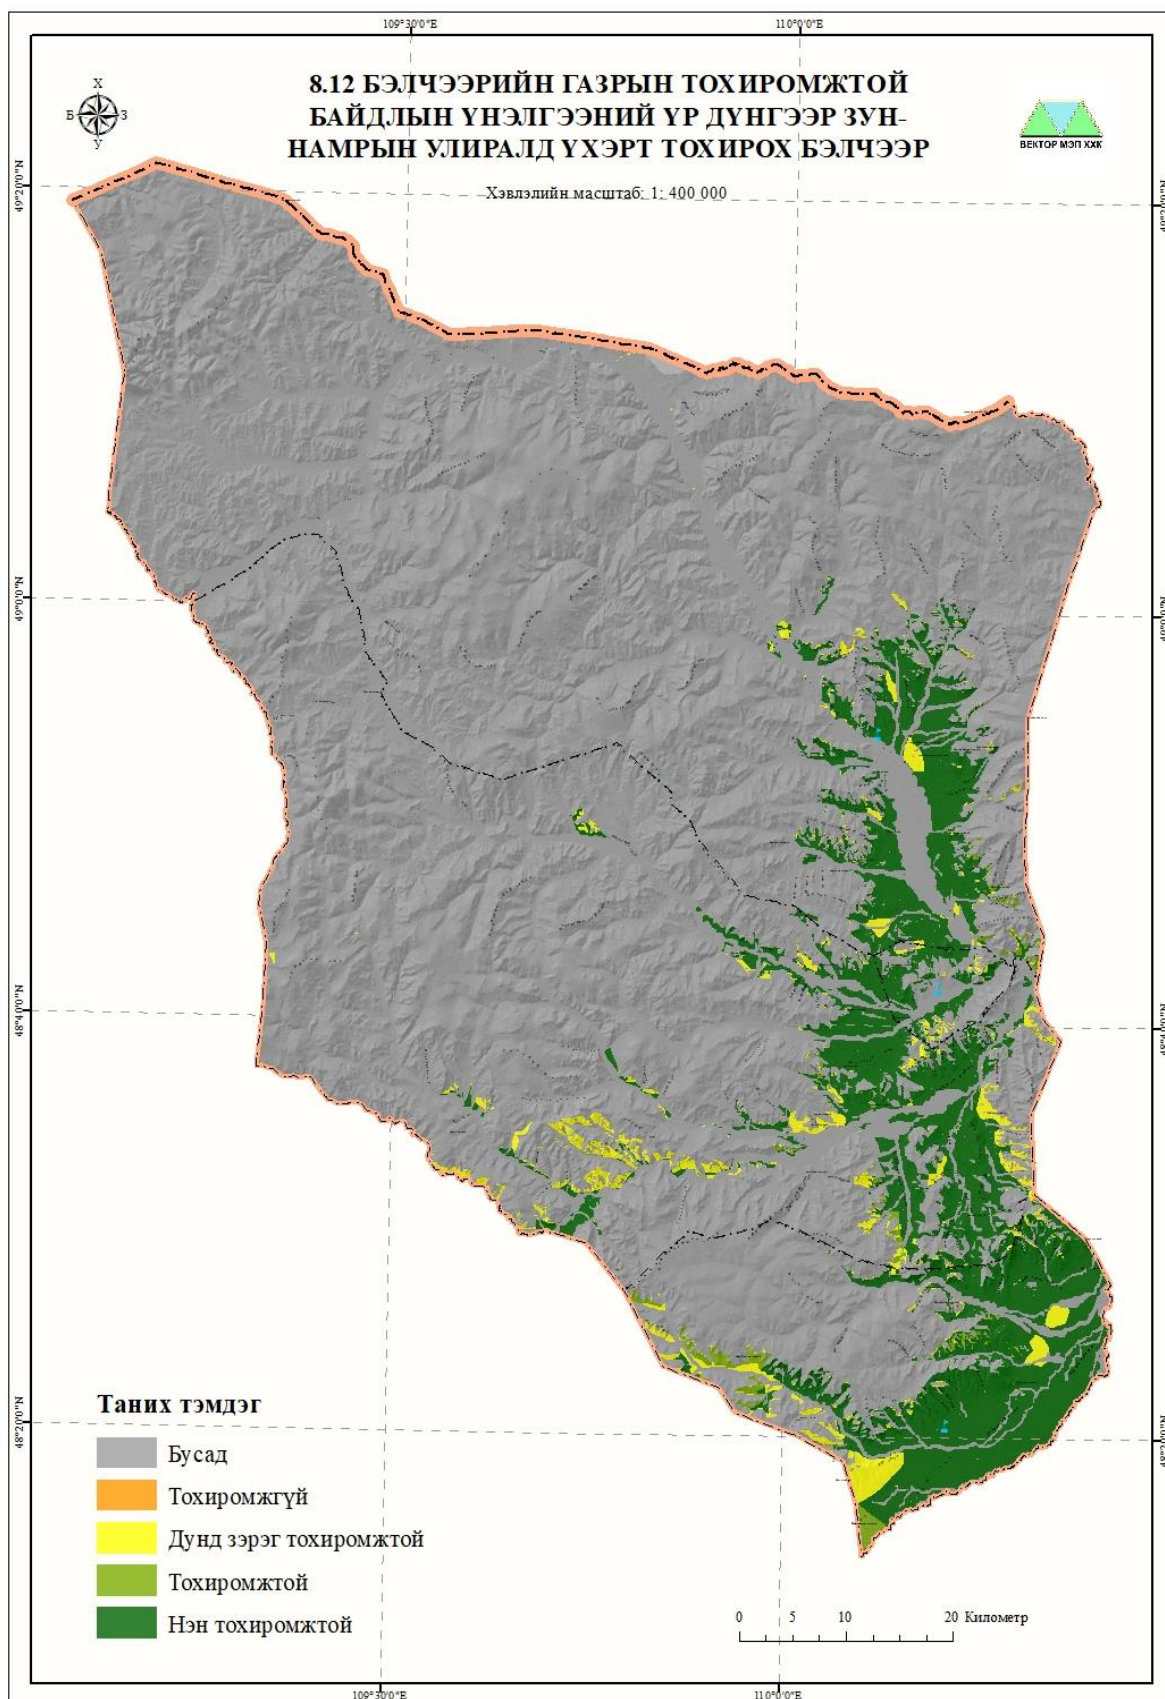 109°30'0"E
110°0'0"E
8.12 БЭЛЧЭЭРИЙН ГАЗРЫН ТОХИРОМЖТОЙ
БАЙДЛЫН ҮНЭЛГЭЭНИЙ ҮР ДҮНГЭЭР ЗУН-
НАМРЫН УЛИРАЛД ҮХЭРТ ТОХИРОХ БЭЛЧЭЭР
Хэвлэлийн масштаб: 1: 400 000
Х
Б
З
У
ВЕКТОР МЭП ХХК
49°20'0"N
49°0'0"N
48°40'0"N
48°20'0"N
Таних тэмдэг
Бусад
Тохиромжгүй
Дунд зэрэг тохиромжтой
Тохиромжтой
Нэн тохиромжтой
0 5 10 20 Километр
109°30'0"E
110°0'0"E